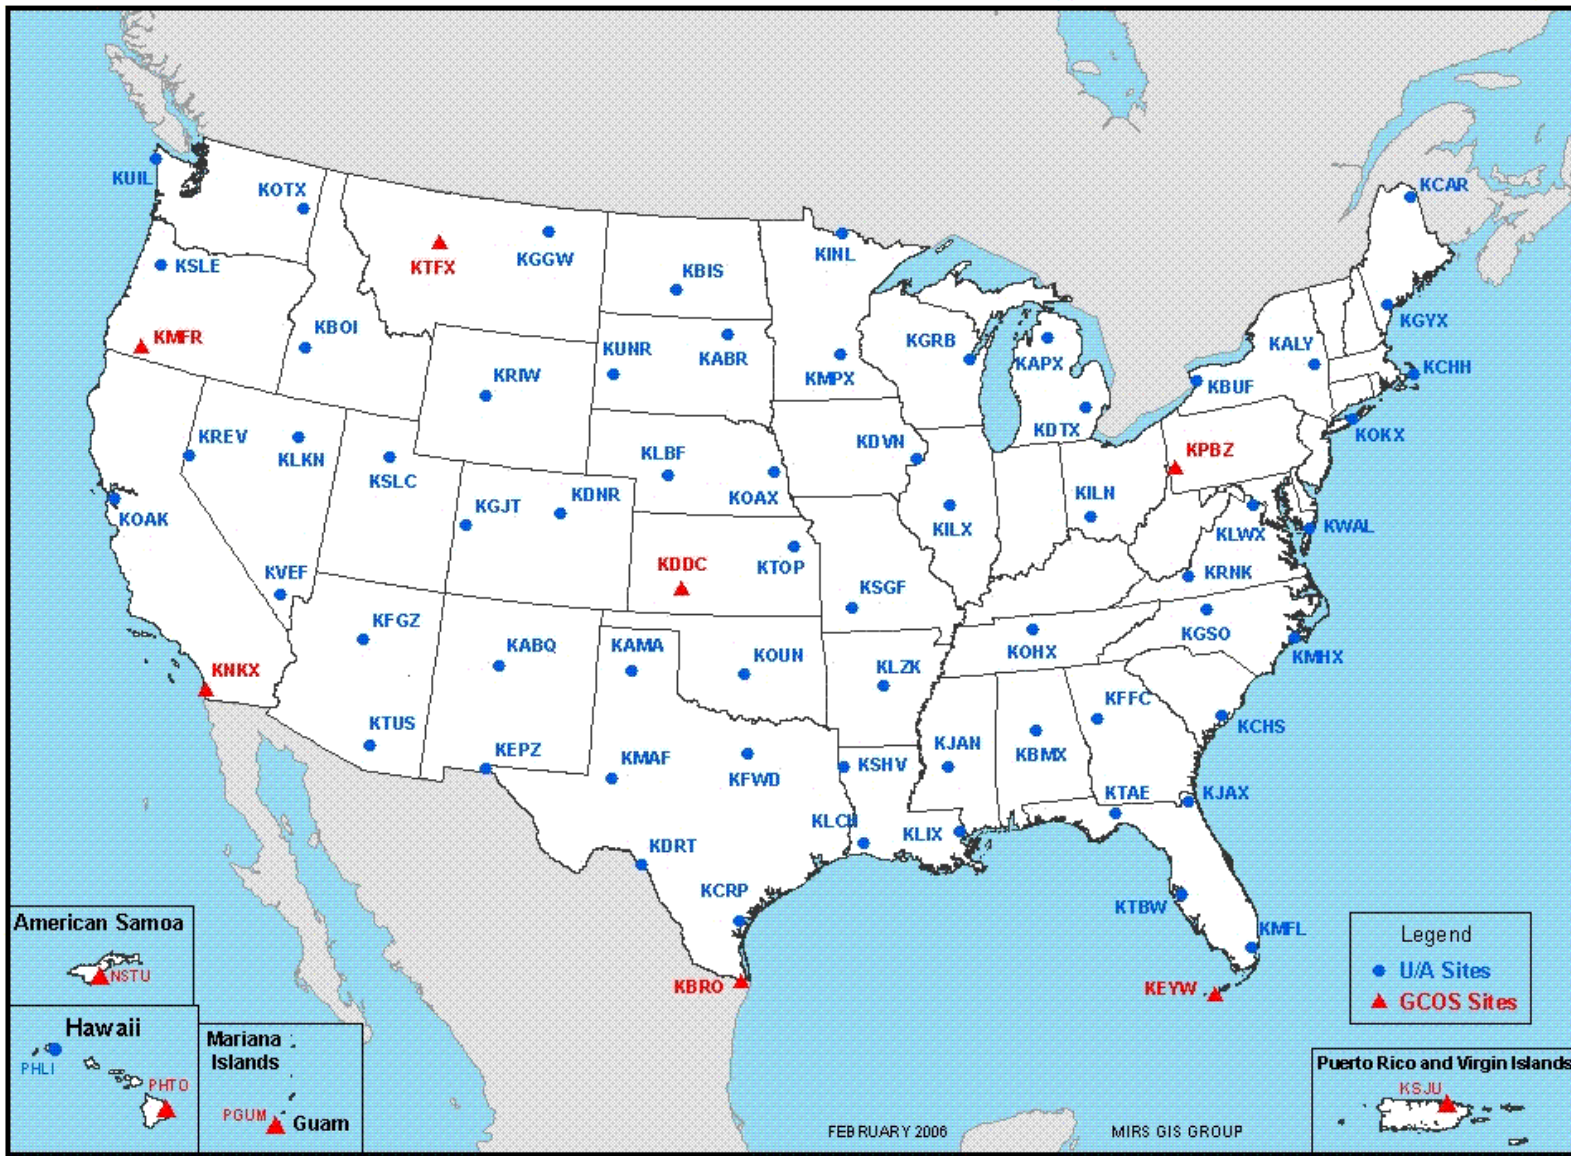 KUIL
KOTX
KCAR
KSLE
KTFX
KGGW
KBIS
KINL
KMFR
KBOI
KUNR
KABR
KMPX
KGRB
KAPX
KALY
KGYX
KCHH
KBUF
KRIW
KREV
KLKN
KSLC
KLBF
KOAX
KDVN
KDTX
KPBZ
KOKX
KOAK
KGJT
KDNR
KILX
KILN
KLWX
KWAL
KVEF
KDDC
KTOP
KSGF
KRNK
KFGZ
KABQ
KAMA
KOUN
KLZK
KOHX
KGSO
KMHX
KNKX
KTUS
KEPZ
KMAF
KFWD
KSHV
KJAN
KBMX
KFFC
KCHS
KTAE
KJAX
KDRT
KLCH
KLIX
KCRP
KTBW
KMFL
KBRO
KEYW
American Samoa
NSTU
Hawaii
PHLI
PHTO
Mariana
Islands
PGUM
Guam
Legend
U/A Sites
GCOS Sites
Puerto Rico and Virgin Islands
KSJU
FEBRUARY 2006
MIRS GIS GROUP